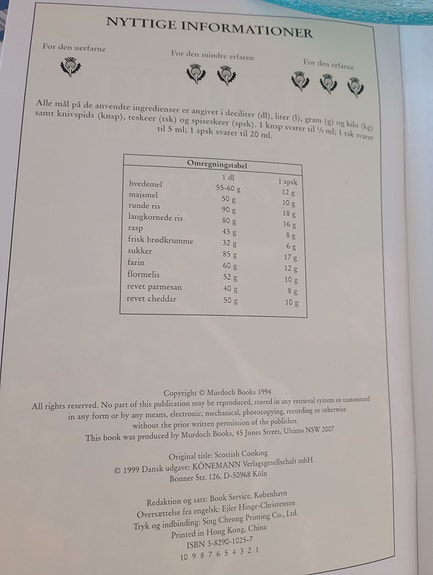 NYTTIGE INFORMATIONER
For den uerfarne For den mindre erfarne For den erfarne
Alle mål på de anvendte ingredienser er angivet i deciliter (dl), liter (l), gram (g) og kilo (kg)
samt knivspids (knsp), teskeer (tsk) og spiseskeer (spsk). 1 knsp svarer til ml; 1 tsk svarer
til 5 ml; 1 spsk svarer til 20 ml.
Omregningstabel
1 dl 1 spsk
hvedemel 55-60 g 12 g
majsmel 50 g 10 g
runde ris 90 g 18 g
langkornede ris 80 g 16 g
rasp 43 g 8 g
frisk brødkrumme 32 g 6 g
sukker 85 g 17 g
farin 60 g 12 g
flormelis 52 g 10 g
revet parmesan 40 g 8 g
revet cheddar 50 g 10 g
Copyright © Murdoch Books 1994
All rights reserved. No part of this publication may be reproduced, stored in any retrieval system or transmitted
in any form or by any means, electronic, mechanical, photocopying, recording or otherwise
without the prior written permission of the publisher.
This book was produced by Murdoch Books, 45 Jones Street, Ultimo NSW 2007
Original title: Scottish Cooking
© 1999 Dansk udgave: KÖNEMANN Verlagsgesellschaft mbH
Bonner Str. 126, D-50968 Köln
Redaktion og sats: Book Service, København
Oversættelse fra engelsk: Ejler Hinge-Christensen
Tryk og indbinding: Sing Cheong Printing Co., Ltd.
Printed in Hong Kong, China
ISBN 3-8290-1025-7
10 9 8 7 6 5 4 3 2 1